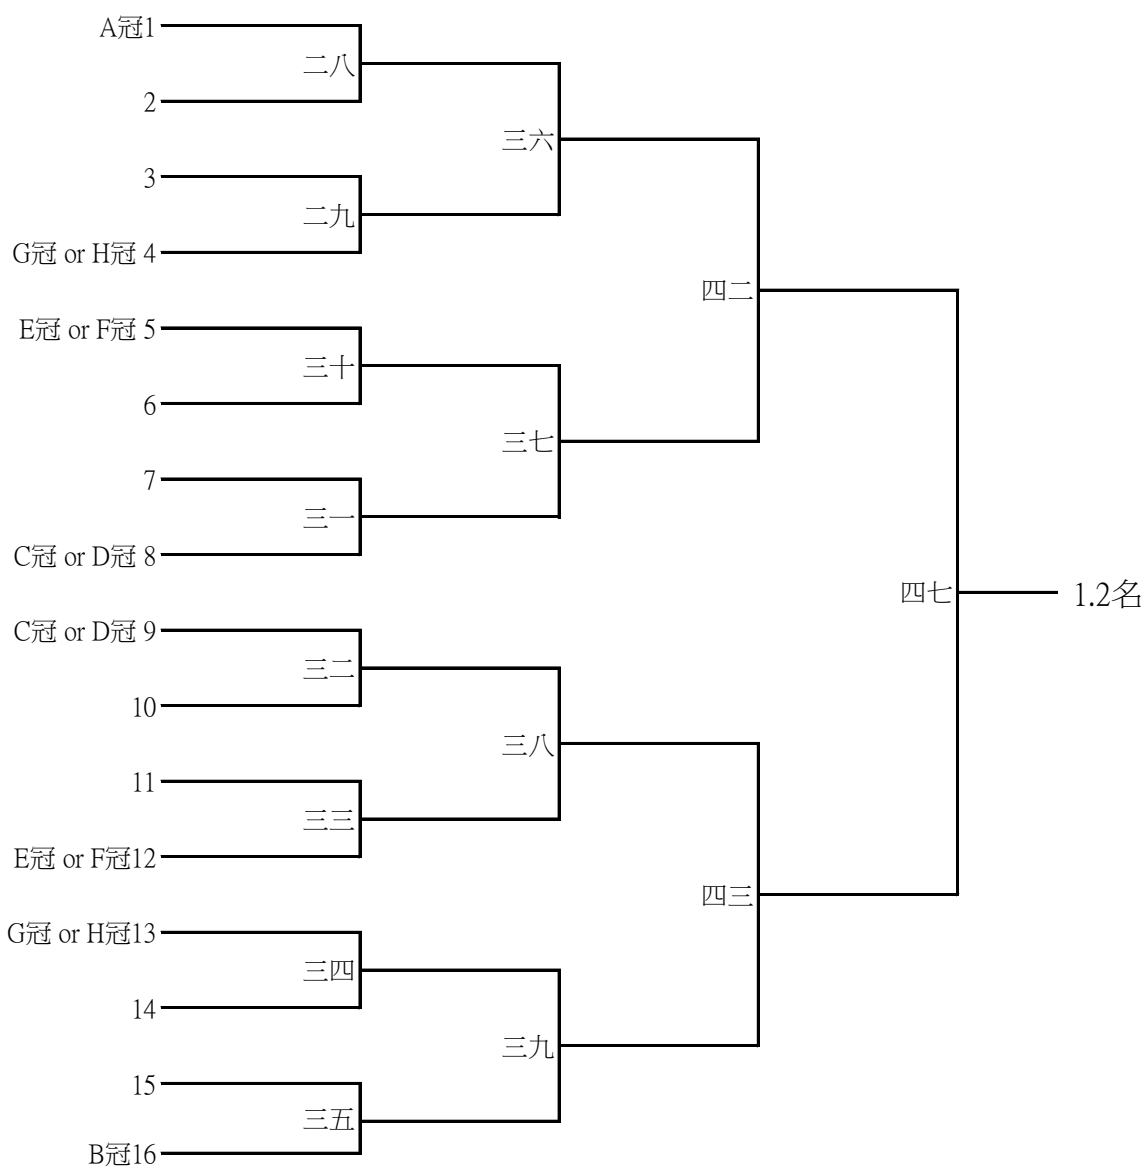 A冠1
二八
2
三六
3
二九
G冠 or H冠 4
四二
E冠 or F冠 5
三十
6
三七
7
三一
C冠 or D冠 8
四七
1.2名
C冠 or D冠 9
三二
10
三八
11
三三
E冠 or F冠12
四三
G冠 or H冠13
三四
14
三九
15
三五
B冠16